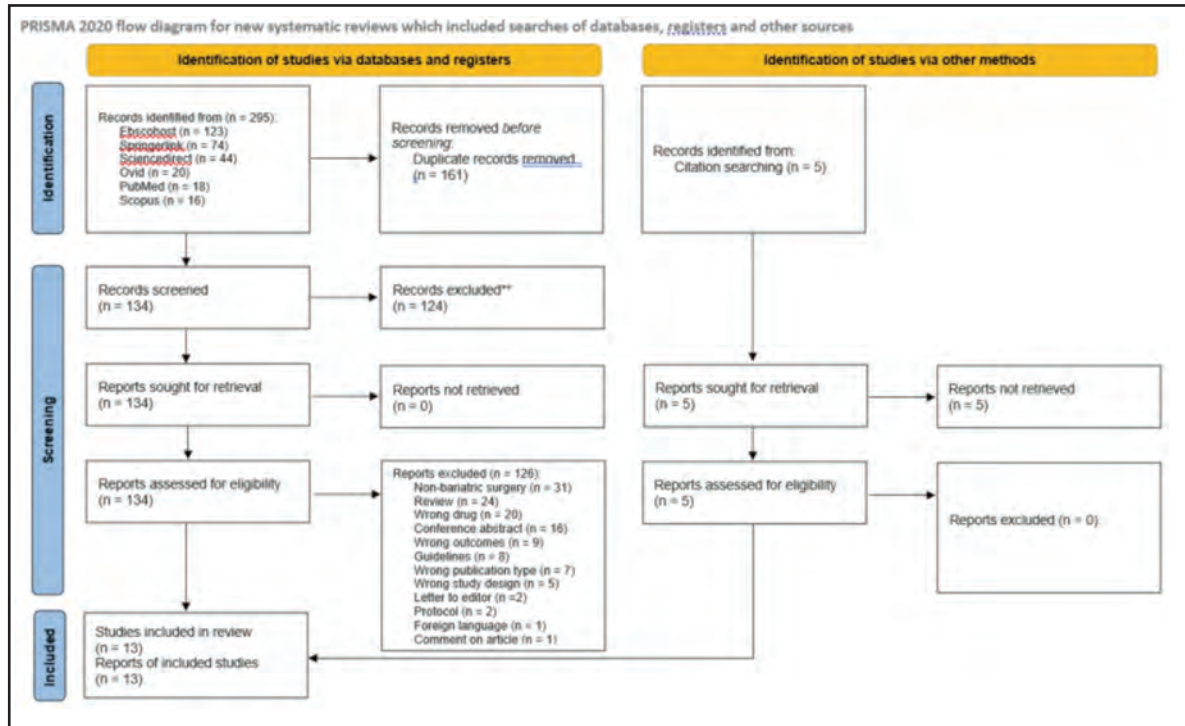 PRISMA 2020 flow diagram for new systematic reviews which included searches of databases, registers and other sources
Identification of studies via databases and registers
Identification of studies via other methods
Identification
Records identified from (n = 295):
Ebscohost (n = 123)
Springerlink (n = 74)
Sciencedirect (n = 44)
Ovid (n = 20)
PubMed (n = 18)
Scopus (n = 16)
Records removed before
screening:
Duplicate records removed
(n = 161)
Records identified from:
Citation searching (n = 5)
Screening
Records screened
(n = 134)
Records excluded**
(n = 124)
Reports sought for retrieval
(n = 134)
Reports not retrieved
(n = 0)
Reports sought for retrieval
(n = 5)
Reports not retrieved
(n = 5)
Reports assessed for eligibility
(n = 134)
Reports excluded (n = 126):
Non-bariatric surgery (n = 31)
Review (n = 24)
Wrong drug (n = 20)
Conference abstract (n = 16)
Wrong outcomes (n = 9)
Guidelines (n = 8)
Wrong publication type (n = 7)
Wrong study design (n = 5)
Letter to editor (n =2)
Protocol (n = 2)
Foreign language (n = 1)
Comment on article (n = 1)
Reports assessed for eligibility
(n = 5)
Reports excluded (n = 0)
Included
Studies included in review
(n = 13)
Reports of included studies
(n = 13)